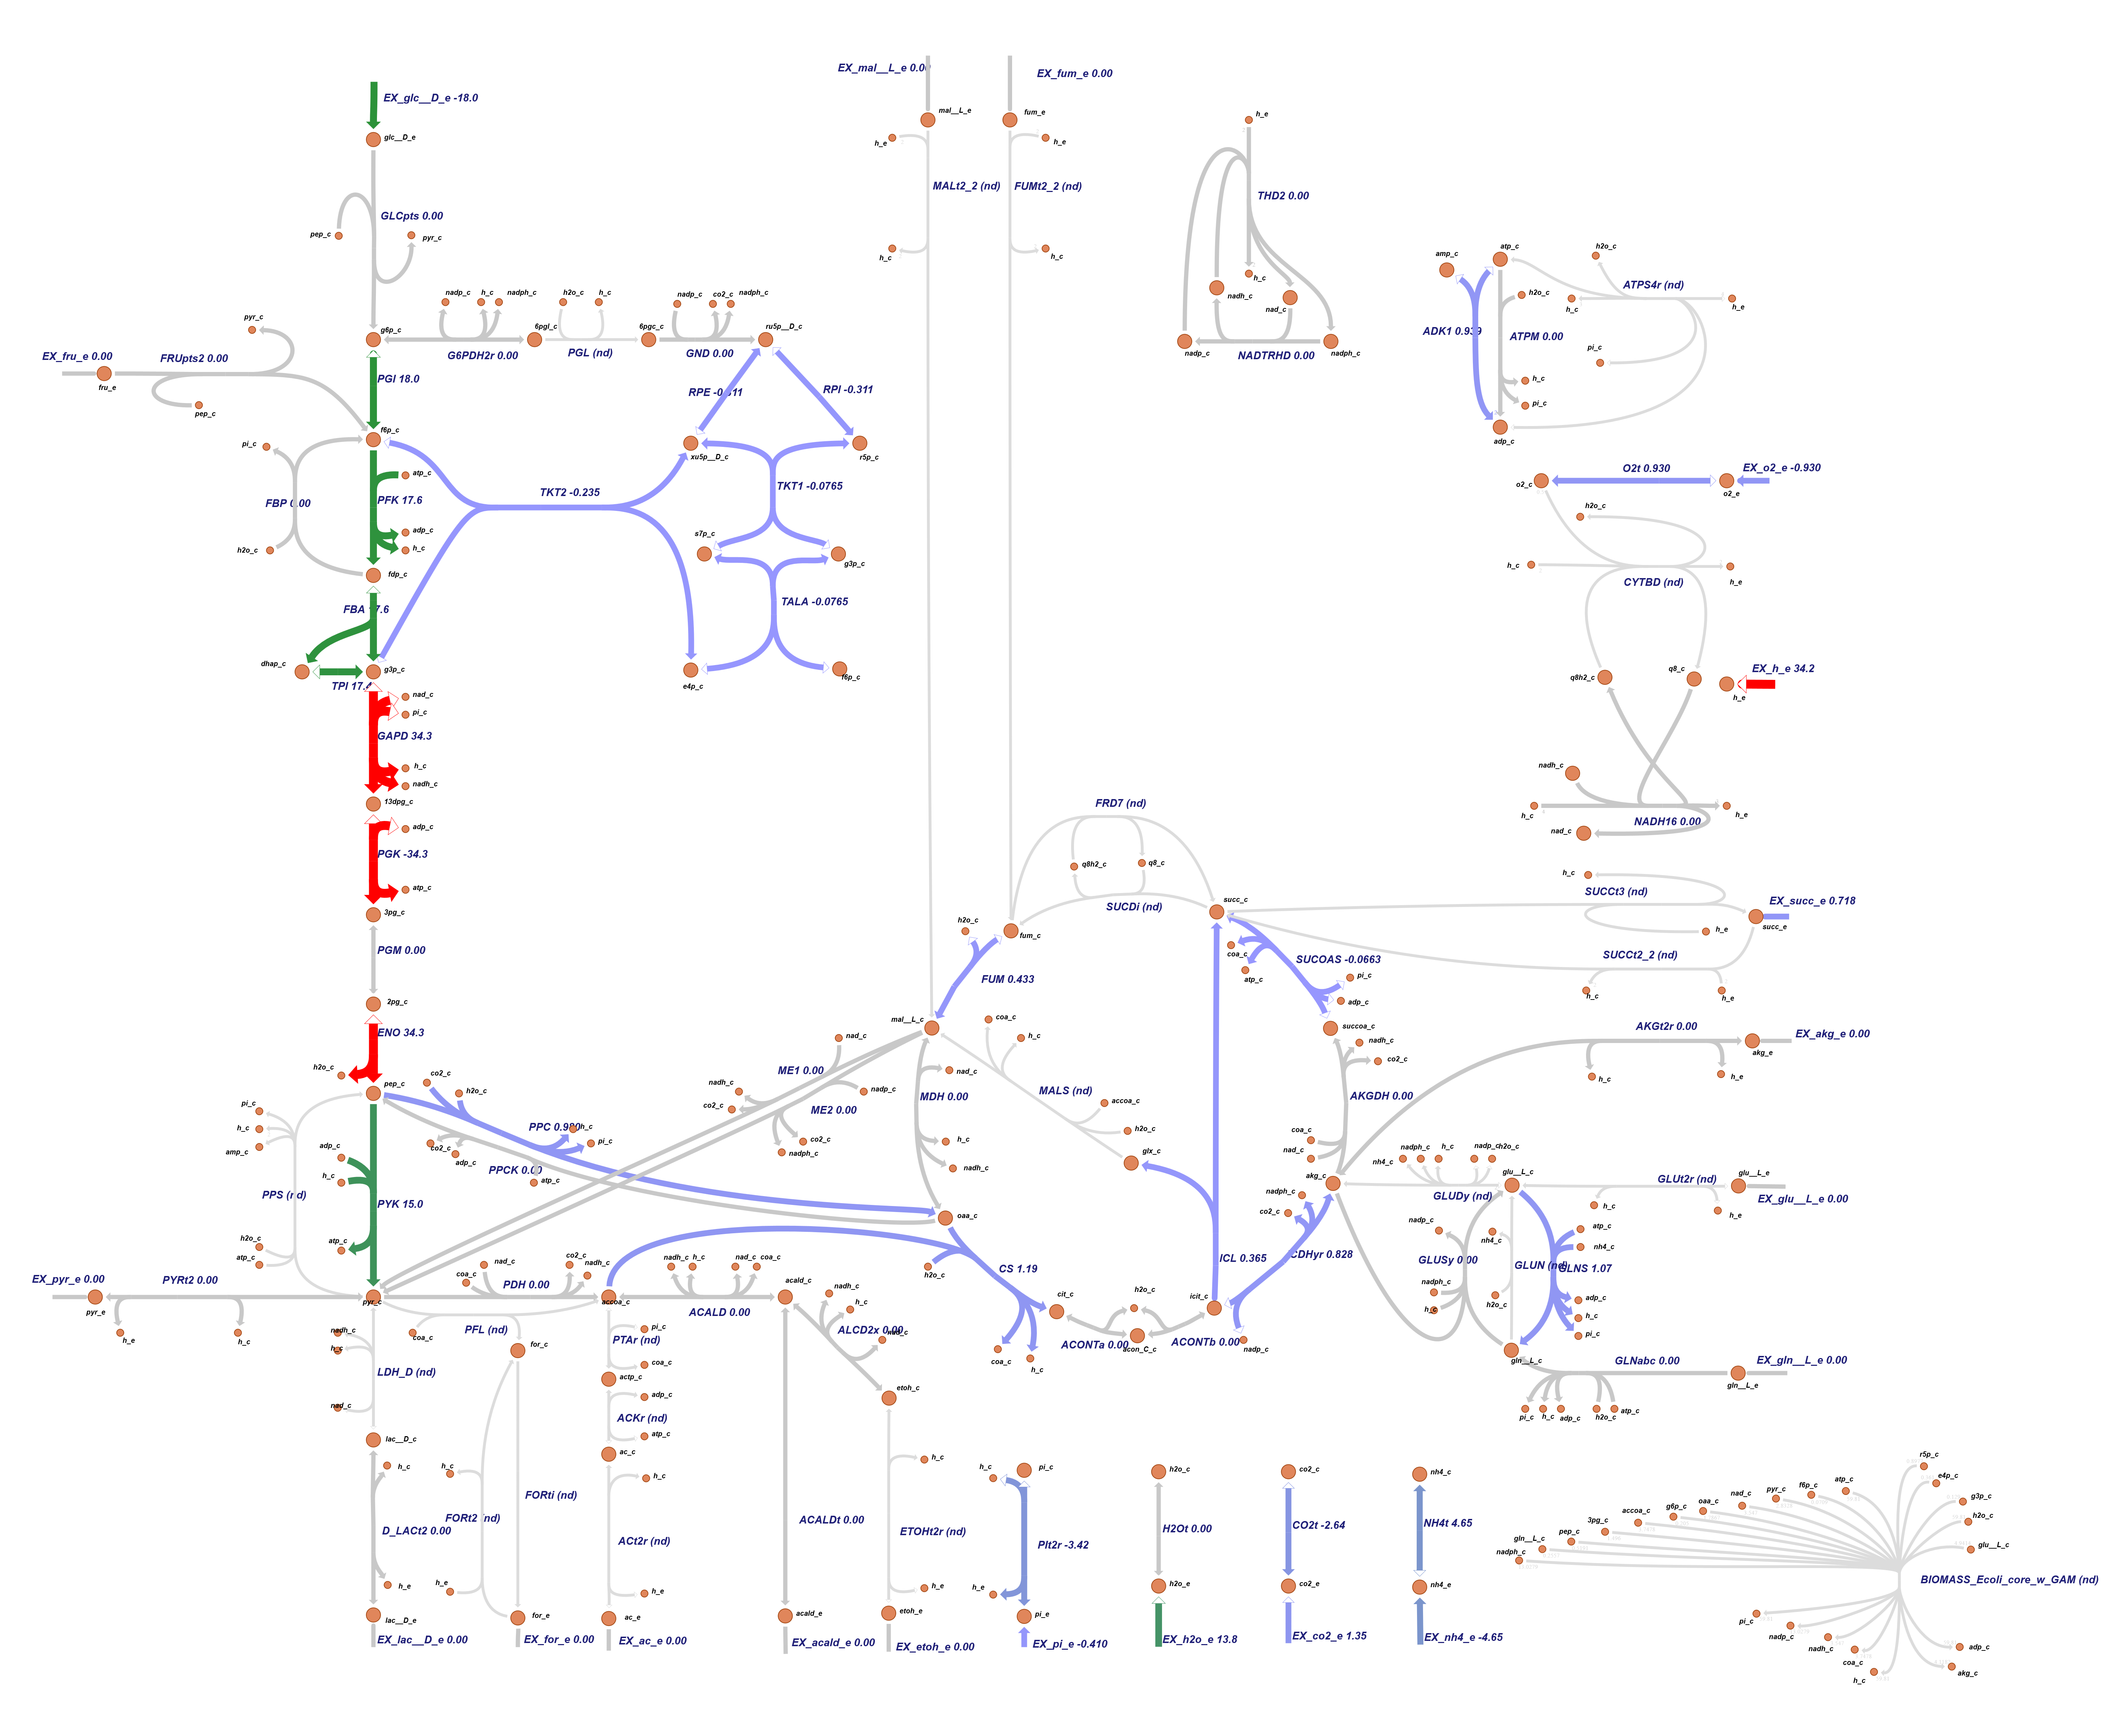 EX_mal__L_e 0.00
EX_fum_e 0.00
EX_glc__D_e -18.0
glc__D_e
mal__L_e
fum_e
h_e
h_e
h_e
MALt2_2 (nd)
FUMt2_2 (nd)
THD2 0.00
GLCpts 0.00
pep_c
pyr_c
h_c
h_c
h_c
nadh_c
nad_c
nadp_c
NADTRHD 0.00
nadph_c
amp_c
atp_c
h2o_c
ATPS4r (nd)
h2o_c
h_c
h_e
ADK1 0.939
ATPM 0.00
pi_c
h_c
pi_c
adp_c
nadp_c
h_c
nadph_c
h2o_c
h_c
nadp_c
co2_c
nadph_c
g6p_c
6pgl_c
6pgc_c
ru5p__D_c
G6PDH2r 0.00
PGL (nd)
GND 0.00
pyr_c
EX_fru_e 0.00
FRUpts2 0.00
fru_e
pep_c
PGI 18.0
RPE -0.311
RPI -0.311
f6p_c
pi_c
xu5p__D_c
r5p_c
atp_c
FBP 0.00
PFK 17.6
TKT2 -0.235
TKT1 -0.0765
adp_c
h_c
h2o_c
s7p_c
g3p_c
fdp_c
FBA 17.6
TALA -0.0765
dhap_c
g3p_c
TPI 17.4
e4p_c
f6p_c
O2t 0.930
EX_o2_e -0.930
o2_c
o2_e
h2o_c
h_c
h_e
CYTBD (nd)
q8h2_c
q8_c
EX_h_e 34.2
h_e
nadh_c
h_c
h_e
NADH16 0.00
nad_c
nad_c
pi_c
GAPD 34.3
h_c
nadh_c
13dpg_c
adp_c
PGK -34.3
atp_c
3pg_c
PGM 0.00
2pg_c
ENO 34.3
h2o_c
pep_c
FRD7 (nd)
q8h2_c
q8_c
SUCDi (nd)
succ_c
h2o_c
fum_c
FUM 0.433
mal__L_c
coa_c
atp_c
SUCOAS -0.0663
pi_c
adp_c
succoa_c
h_c
SUCCt3 (nd)
EX_succ_e 0.718
h_e
succ_e
SUCCt2_2 (nd)
h_c
h_e
AKGt2r 0.00
EX_akg_e 0.00
akg_e
h_c
h_e
co2_c
h2o_c
nad_c
ME1 0.00
nadh_c
co2_c
nadp_c
ME2 0.00
co2_c
nadph_c
nad_c
MDH 0.00
h_c
nadh_c
coa_c
h_c
MALS (nd)
accoa_c
h2o_c
glx_c
nadh_c
co2_c
AKGDH 0.00
coa_c
nad_c
akg_c
pi_c
h_c
amp_c
PPS (nd)
h2o_c
atp_c
adp_c
h_c
PYK 15.0
atp_c
PPC 0.980
h_c
pi_c
co2_c
adp_c
PPCK 0.00
atp_c
oaa_c
nadph_c
h_c
nadp_c
h2o_c
nh4_c
glu__L_c
GLUDy (nd)
GLUt2r (nd)
glu__L_e
EX_glu__L_e 0.00
h_c
h_e
nadp_c
nh4_c
atp_c
nh4_c
GLUSy 0.00
GLUN (nd)
GLNS 1.07
nadph_c
h_c
h2o_c
adp_c
h_c
pi_c
gln__L_c
GLNabc 0.00
EX_gln__L_e 0.00
gln__L_e
pi_c
h_c
adp_c
h2o_c
atp_c
nadph_c
co2_c
ICL 0.365
ICDHyr 0.828
CS 1.19
h2o_c
coa_c
h_c
cit_c
h2o_c
icit_c
ACONTa 0.00
acon_C_c
ACONTb 0.00
nadp_c
EX_pyr_e 0.00
PYRt2 0.00
pyr_e
h_e
h_c
pyr_c
coa_c
nad_c
PDH 0.00
co2_c
nadh_c
accoa_c
nadh_c
h_c
nad_c
coa_c
ACALD 0.00
acald_c
nadh_c
h_c
ALCD2x 0.00
nad_c
etoh_c
nadh_c
h_c
LDH_D (nd)
nad_c
coa_c
PFL (nd)
for_c
PTAr (nd)
pi_c
coa_c
actp_c
adp_c
ACKr (nd)
atp_c
ac_c
lac__D_c
h_c
D_LACt2 0.00
h_e
lac__D_e
EX_lac__D_e 0.00
h_c
FORt2 (nd)
h_e
FORti (nd)
for_e
EX_for_e 0.00
h_c
ACt2r (nd)
h_e
ac_e
EX_ac_e 0.00
ACALDt 0.00
acald_e
EX_acald_e 0.00
h_c
ETOHt2r (nd)
h_e
etoh_e
EX_etoh_e 0.00
h_c
pi_c
PIt2r -3.42
h_e
pi_e
EX_pi_e -0.410
h2o_c
H2Ot 0.00
h2o_e
EX_h2o_e 13.8
co2_c
CO2t -2.64
co2_e
EX_co2_e 1.35
nh4_c
NH4t 4.65
nh4_e
EX_nh4_e -4.65
r5p_c
e4p_c
g3p_c
h2o_c
glu__L_c
atp_c
f6p_c
pyr_c
nad_c
oaa_c
g6p_c
accoa_c
3pg_c
pep_c
gln__L_c
nadph_c
BIOMASS_Ecoli_core_w_GAM (nd)
pi_c
nadp_c
nadh_c
coa_c
h_c
adp_c
akg_c